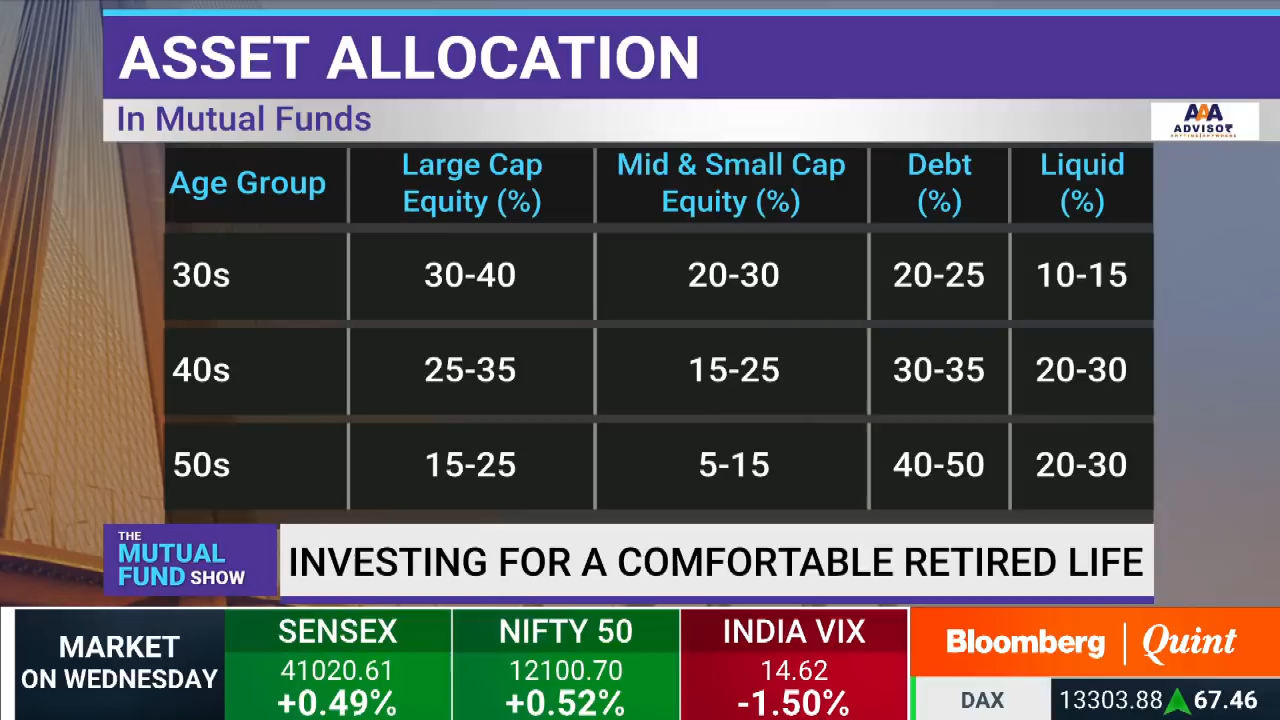 ASSET ALLOCATION
In Mutual Funds
AAA
ADVISOR
ANYTIME|ANYWHERE
Age Group Large Cap Equity (%) Mid & Small Cap Equity (%) Debt (%) Liquid (%)
30s 30-40 20-30 20-25 10-15
40s 25-35 15-25 30-35 20-30
50s 15-25 5-15 40-50 20-30
THE
MUTUAL
FUND SHOW
INVESTING FOR A COMFORTABLE RETIRED LIFE
MARKET
ON WEDNESDAY
SENSEX
41020.61
+0.49%
NIFTY 50
12100.70
+0.52%
INDIA VIX
14.62
-1.50%
Bloomberg | Quint
DAX 13303.88 67.46